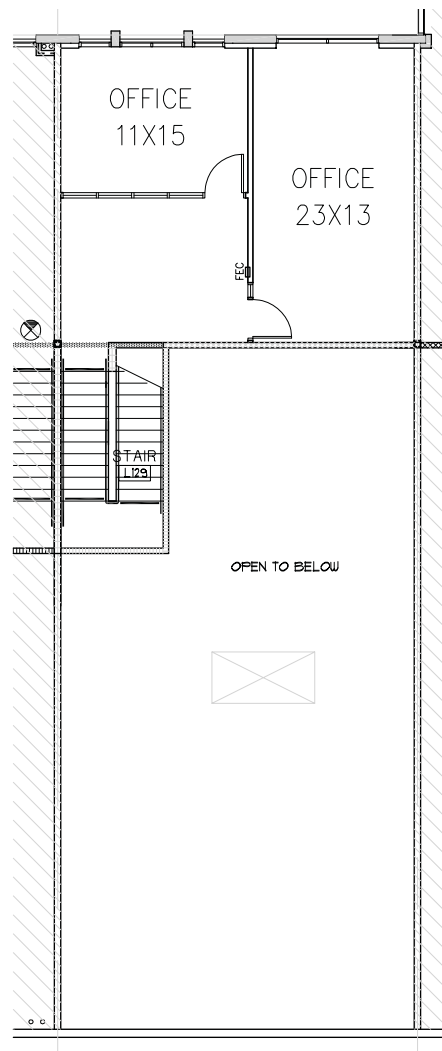 OFFICE
11X15
OFFICE
23X13
FEC
STAIR
L129
OPEN TO BELOW